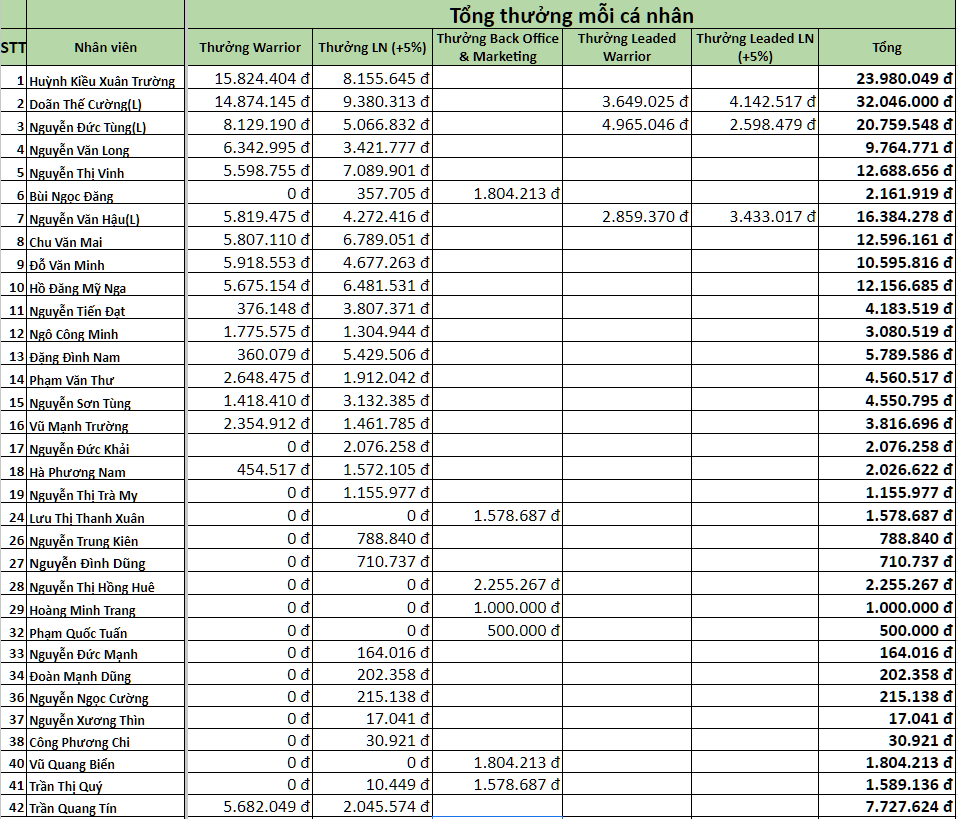 Tổng thưởng mỗi cá nhân
STT Nhân viên Thưởng Warrior Thưởng LN (+5%) Thưởng Back Office & Marketing Thưởng Leaded Warrior Thưởng Leaded LN (+5%) Tổng
1 Huỳnh Kiều Xuân Trường 15.824.404 đ 8.155.645 đ 23.980.049 đ
2 Doãn Thế Cường(L) 14.874.145 đ 9.380.313 đ 3.649.025 đ 4.142.517 đ 32.046.000 đ
3 Nguyễn Đức Tùng(L) 8.129.190 đ 5.066.832 đ 4.965.046 đ 2.598.479 đ 20.759.548 đ
4 Nguyễn Văn Long 6.342.995 đ 3.421.777 đ 9.764.771 đ
5 Nguyễn Thị Vinh 5.598.755 đ 7.089.901 đ 12.688.656 đ
6 Bùi Ngọc Đăng 0 đ 357.705 đ 1.804.213 đ 2.161.919 đ
7 Nguyễn Văn Hậu(L) 5.819.475 đ 4.272.416 đ 2.859.370 đ 3.433.017 đ 16.384.278 đ
8 Chu Văn Mai 5.807.110 đ 6.789.051 đ 12.596.161 đ
9 Đỗ Văn Minh 5.918.553 đ 4.677.263 đ 10.595.816 đ
10 Hồ Đăng Mỹ Nga 5.675.154 đ 6.481.531 đ 12.156.685 đ
11 Nguyễn Tiến Đạt 376.148 đ 3.807.371 đ 4.183.519 đ
12 Ngô Công Minh 1.775.575 đ 1.304.944 đ 3.080.519 đ
13 Đặng Đình Nam 360.079 đ 5.429.506 đ 5.789.586 đ
14 Phạm Văn Thư 2.648.475 đ 1.912.042 đ 4.560.517 đ
15 Nguyễn Sơn Tùng 1.418.410 đ 3.132.385 đ 4.550.795 đ
16 Vũ Mạnh Trường 2.354.912 đ 1.461.785 đ 3.816.696 đ
17 Nguyễn Đức Khải 0 đ 2.076.258 đ 2.076.258 đ
18 Hà Phương Nam 454.517 đ 1.572.105 đ 2.026.622 đ
19 Nguyễn Thị Trà My 0 đ 1.155.977 đ 1.155.977 đ
24 Lưu Thị Thanh Xuân 0 đ 0 đ 1.578.687 đ 1.578.687 đ
26 Nguyễn Trung Kiên 0 đ 788.840 đ 788.840 đ
27 Nguyễn Đình Dũng 0 đ 710.737 đ 710.737 đ
28 Nguyễn Thị Hồng Huê 0 đ 0 đ 2.255.267 đ 2.255.267 đ
29 Hoàng Minh Trang 0 đ 0 đ 1.000.000 đ 1.000.000 đ
32 Phạm Quốc Tuấn 0 đ 0 đ 500.000 đ 500.000 đ
33 Nguyễn Đức Mạnh 0 đ 164.016 đ 164.016 đ
34 Đoàn Mạnh Dũng 0 đ 202.358 đ 202.358 đ
36 Nguyễn Ngọc Cường 0 đ 215.138 đ 215.138 đ
37 Nguyễn Xương Thìn 0 đ 17.041 đ 17.041 đ
38 Công Phương Chi 0 đ 30.921 đ 30.921 đ
40 Vũ Quang Biển 0 đ 0 đ 1.804.213 đ 1.804.213 đ
41 Trần Thị Quý 0 đ 10.449 đ 1.578.687 đ 1.589.136 đ
42 Trần Quang Tín 5.682.049 đ 2.045.574 đ 7.727.624 đ